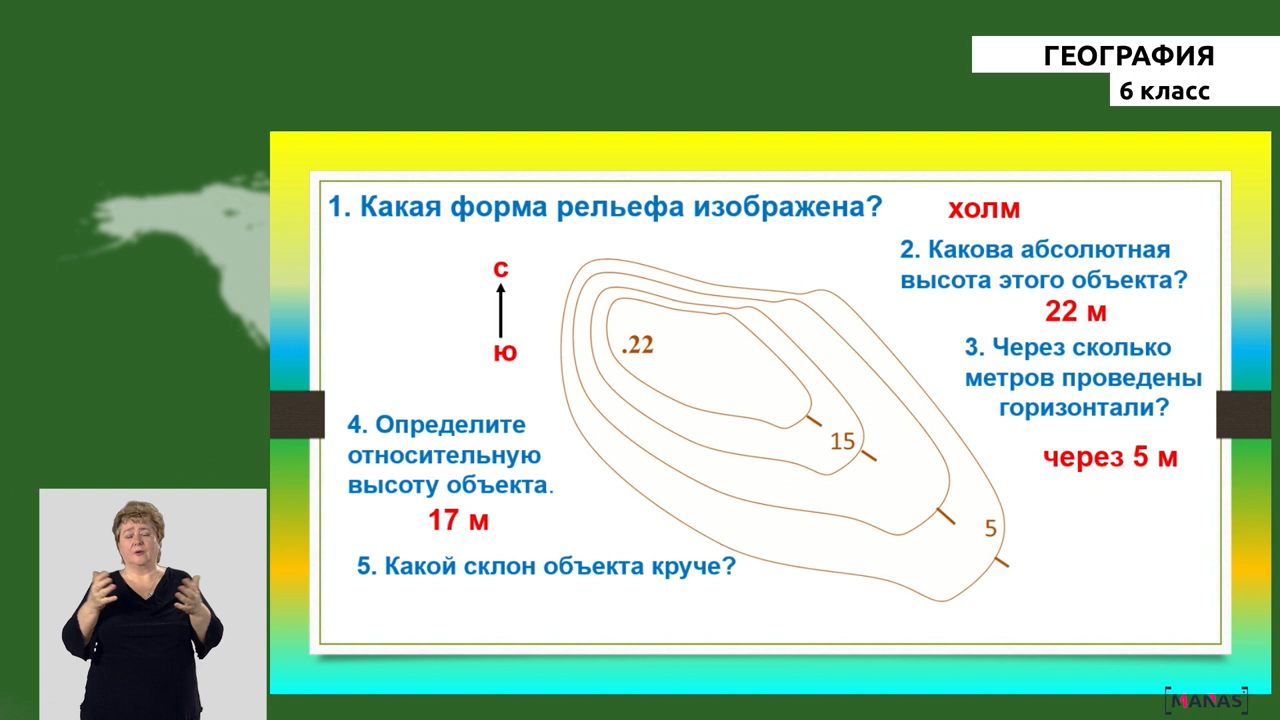 ГЕОГРАФИЯ
6 класс
1. Какая форма рельефа изображена?
холм
2. Какова абсолютная
высота этого объекта?
22 м
3. Через сколько
метров проведены
горизонтали?
через 5 м
с
ю
.22
15
5
4. Определите
относительную
высоту объекта.
17 м
5. Какой склон объекта круче?
MANAS